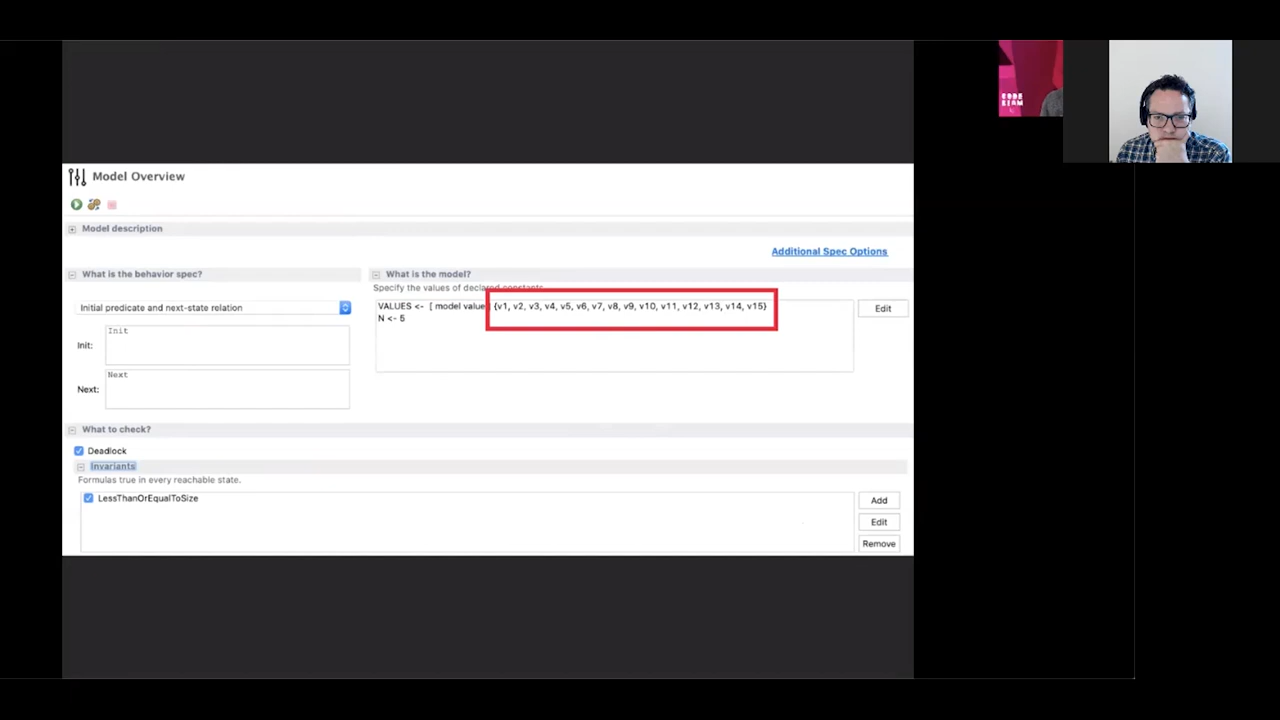 Model Overview
Model description
Additional Spec Options
What is the behavior spec?
What is the model?
Specify the values of declared constants.
Initial predicate and next-state relation
VALUES <- [ model value {v1, v2, v3, v4, v5, v6, v7, v8, v9, v10, v11, v12, v13, v14, v15}
N <- 5
Edit
Init:
Init
Next:
Next
What to check?
Deadlock
Invariants
Formulas true in every reachable state.
LessThanOrEqualToSize
Add
Edit
Remove
CODE
BEAM